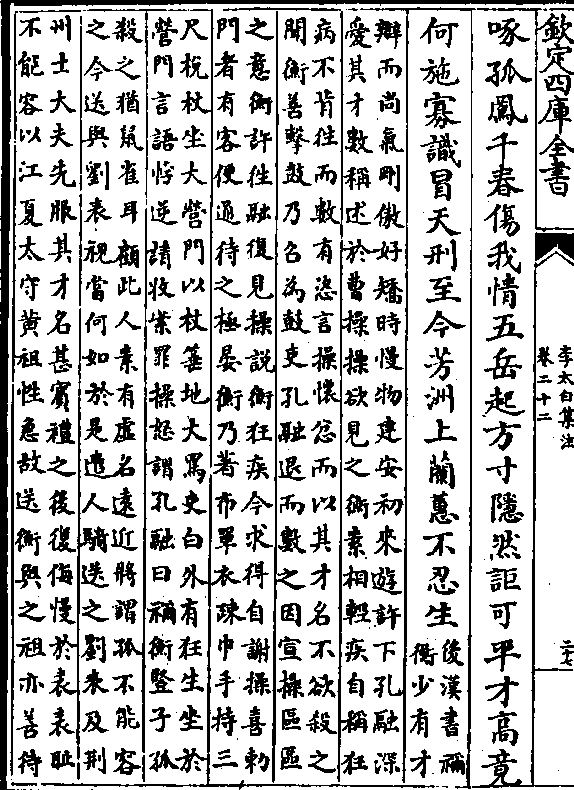 欽定四庫全書
李太白集注
卷二十二
二七
啄孤鳳千春傷我情五岳起方寸隱然詎可平才高竟
何施寡識冒天刑至今芳洲上蘭蕙不忍生
後漢書禰
衡少有才
辯而尚氣剛傲好矯時慢物建安初來遊許下孔融深
愛其才數稱述於曹操操欲見之衡素相輕疾自稱狂
病不肯往而數有恣言操懷忿而以其才名不欲殺之
聞衡善擊鼓乃召為鼓吏孔融退而數之因宣操區區
之意衡許往融復見操說衡狂疾今求得自謝操喜勅
門者有客便通待之極晏衡乃著布單衣疎巾手持三
尺梲杖坐大營門以杖箠地大罵吏白外有狂生坐於
營門言語悖逆請收案罪操怒謂孔融曰禰衡豎子孤
殺之猶鼠雀耳顧此人素有虚名遠近將謂孤不能容
之今送與劉表視當何如於是遣人騎送之劉表及荆
州士大夫先服其才名甚賔禮之後復侮慢於表表恥
不能容以江夏太守黄祖性急故送衡與之祖亦善待